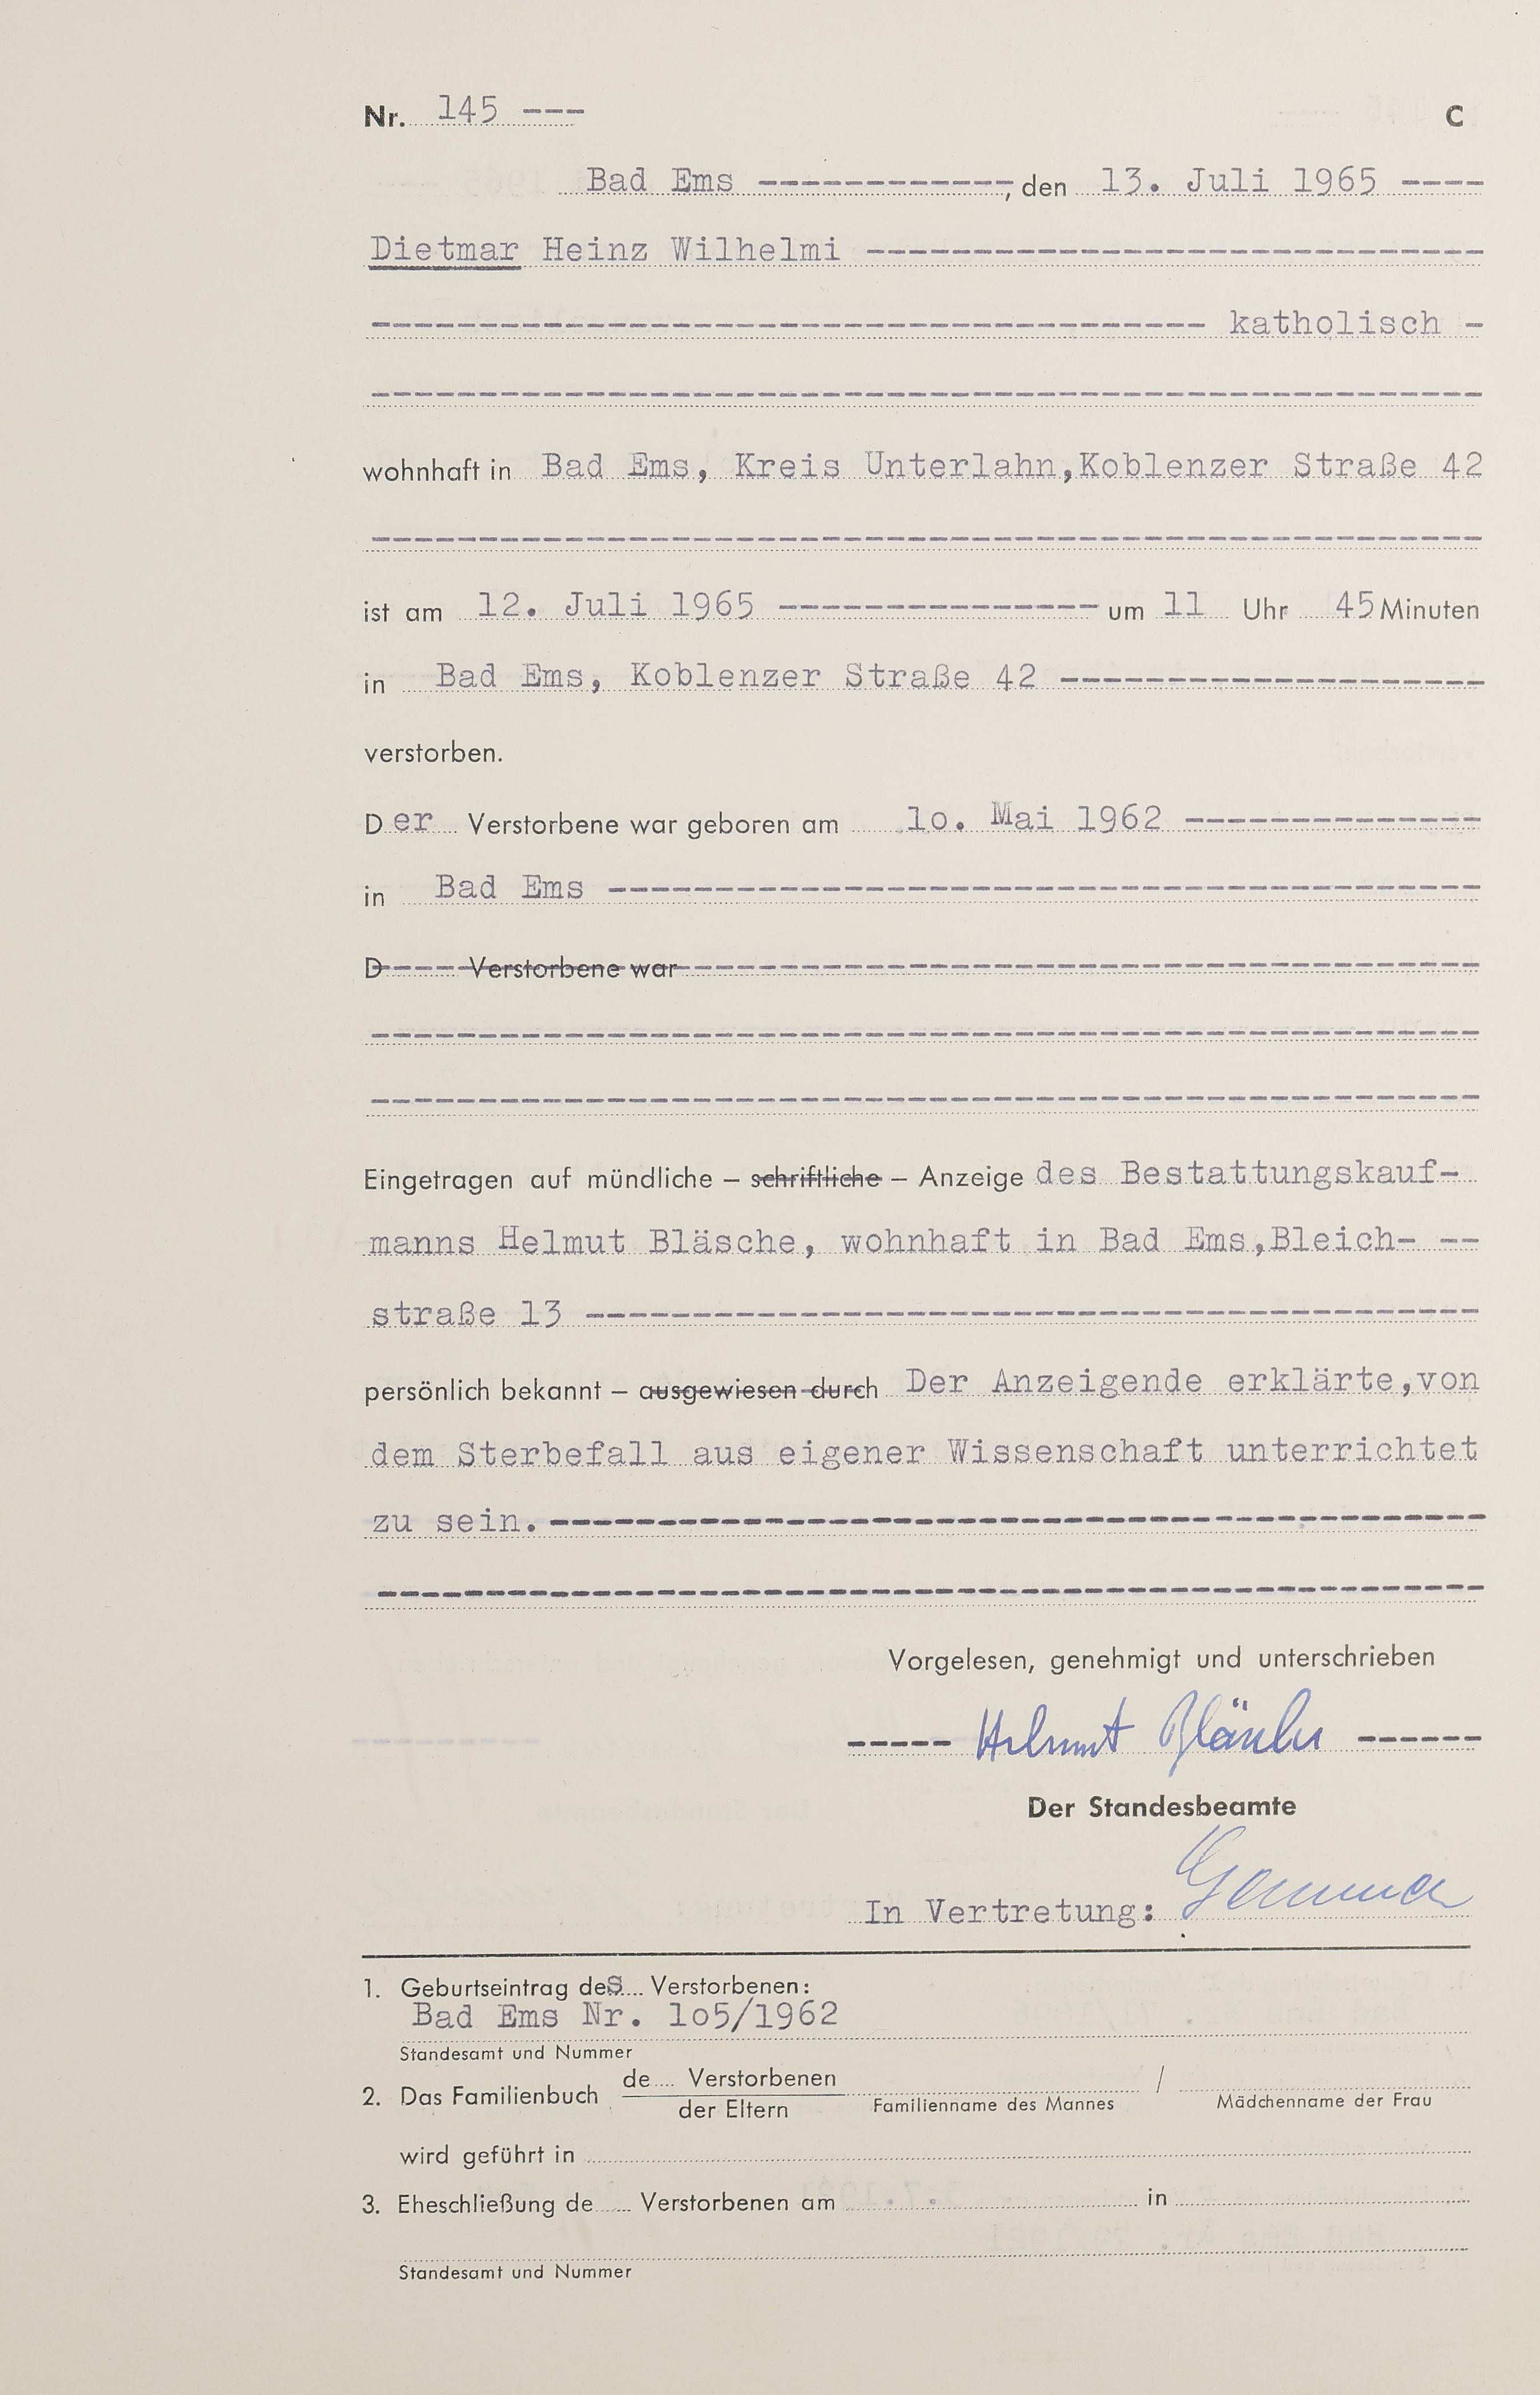 Nr. 145 --- C
Bad Ems ------------, den 13. Juli 1965 ----
Dietmar Heinz Wilhelmi -----------------------------
--------------------------------------- katholisch -
----------------------------------------------------
wohnhaft in Bad Ems, Kreis Unterlahn,Koblenzer Straße 42
----------------------------------------------------
ist am 12. Juli 1965 --------------- um 11 Uhr 45 Minuten
in Bad Ems, Koblenzer Straße 42 --------------------
verstorben.
Der Verstorbene war geboren am 1o. Mai 1962 --------------
in Bad Ems -----------------------------------------
D---- Verstorbene war --------------------------------------
----------------------------------------------------
----------------------------------------------------
Eingetragen auf mündliche – schriftliche – Anzeige des Bestattungskauf-
manns Helmut Bläsche, wohnhaft in Bad Ems,Bleich- --
straße 13 ------------------------------------------
persönlich bekannt – ausgewiesen durch Der Anzeigende erklärte,von
dem Sterbefall aus eigener Wissenschaft unterrichtet
zu sein.--------------------------------------------
----------------------------------------------------
Vorgelesen, genehmigt und unterschrieben
----- Helmut Bläsche ------
Der Standesbeamte
In Vertretung:
1. Geburtseintrag des Verstorbenen:
Bad Ems Nr. 1o5/1962
Standesamt und Nummer
2. Das Familienbuch de.... Verstorbenen /
der Eltern Familienname des Mannes Mädchenname der Frau
wird geführt in
3. Eheschließung de..... Verstorbenen am in
Standesamt und Nummer